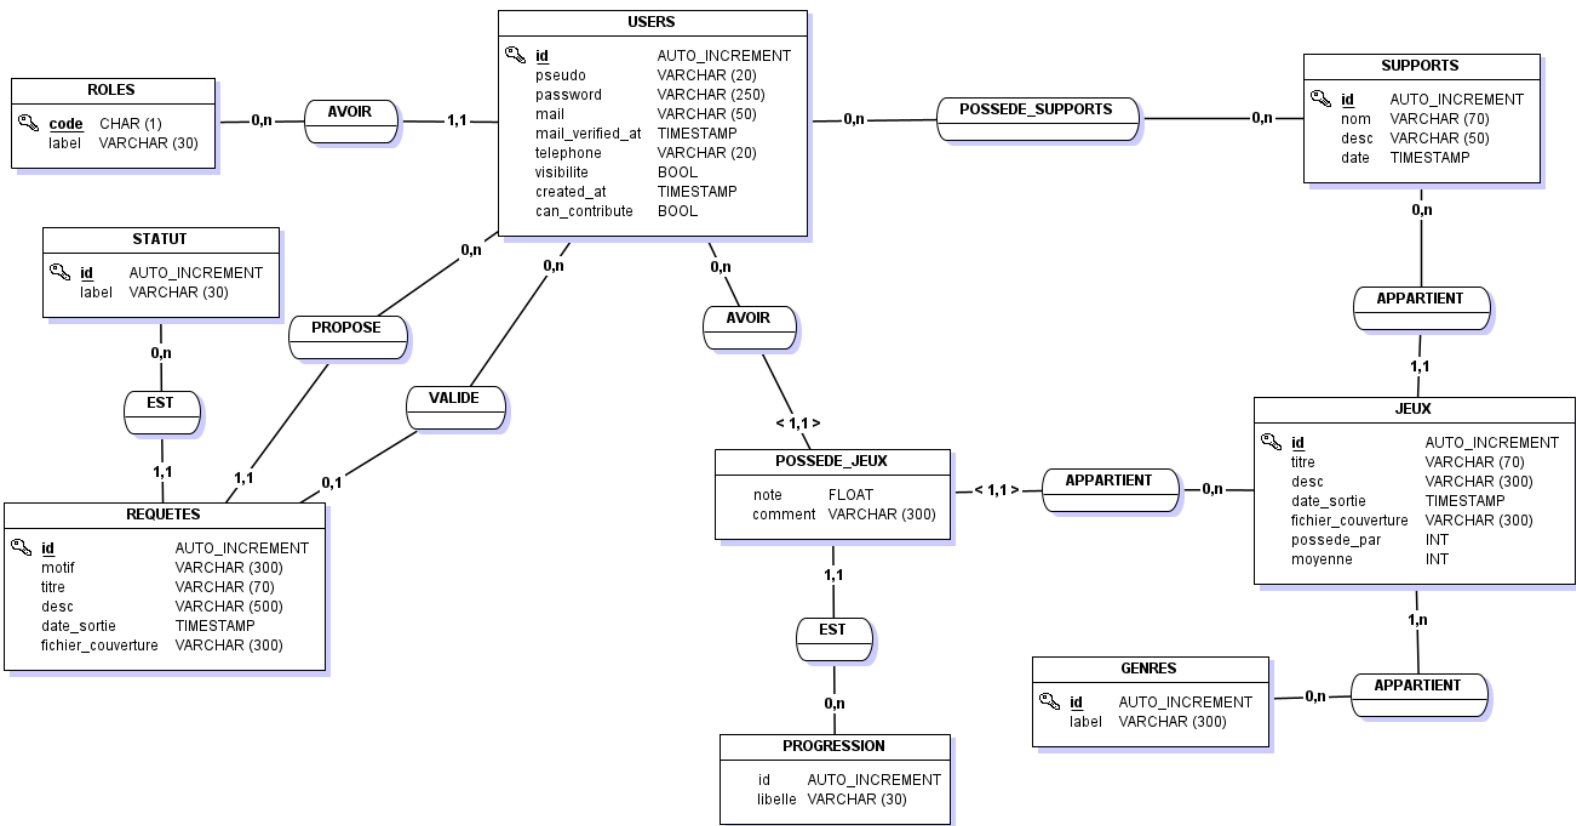 USERS
id AUTO_INCREMENT
pseudo VARCHAR (20)
password VARCHAR (250)
mail VARCHAR (50)
mail_verified_at TIMESTAMP
telephone VARCHAR (20)
visibilite BOOL
created_at TIMESTAMP
can_contribute BOOL
ROLES
code CHAR (1)
label VARCHAR (30)
0,n
AVOIR
1,1
0,n
POSSEDE_SUPPORTS
0,n
SUPPORTS
id AUTO_INCREMENT
nom VARCHAR (70)
desc VARCHAR (50)
date TIMESTAMP
STATUT
id AUTO_INCREMENT
label VARCHAR (30)
0,n
EST
1,1
0,n
PROPOSE
1,1
0,n
VALIDE
0,1
0,n
AVOIR
< 1,1 >
0,n
APPARTIENT
1,1
REQUETES
id AUTO_INCREMENT
motif VARCHAR (300)
titre VARCHAR (70)
desc VARCHAR (500)
date_sortie TIMESTAMP
fichier_couverture VARCHAR (300)
POSSEDE_JEUX
note FLOAT
comment VARCHAR (300)
< 1,1 >
APPARTIENT
0,n
JEUX
id AUTO_INCREMENT
titre VARCHAR (70)
desc VARCHAR (300)
date_sortie TIMESTAMP
fichier_couverture VARCHAR (300)
possede_par INT
moyenne INT
1,1
EST
0,n
PROGRESSION
id AUTO_INCREMENT
libelle VARCHAR (30)
1,n
APPARTIENT
0,n
GENRES
id AUTO_INCREMENT
label VARCHAR (300)